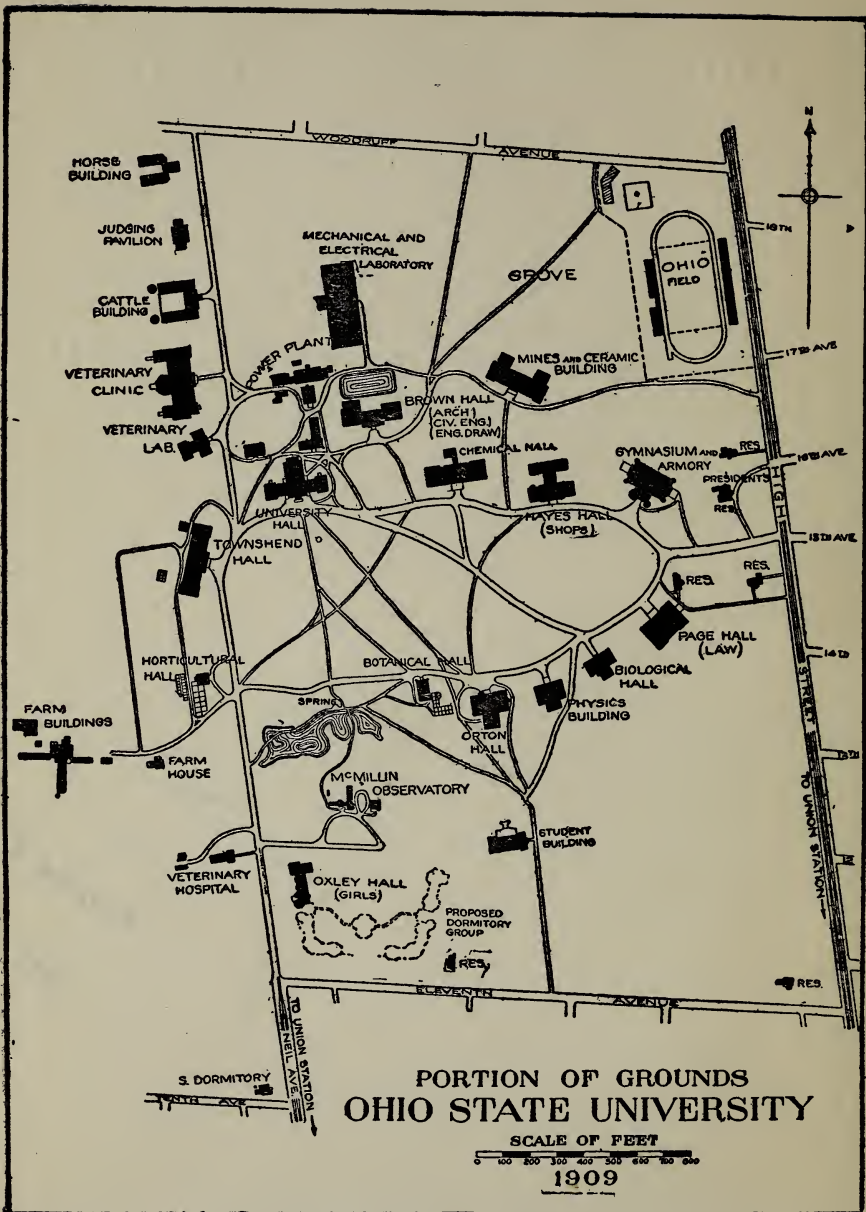 WOODRUFF AVENUE
N
HORSE
BUILDING
JUDGING
PAVILION
MECHANICAL AND
ELECTRICAL
LABORATORY
18TH
OHIO
FIELD
GROVE
CATTLE
BUILDING
POWER PLANT
17TH AVE
MINES AND CERAMIC
BUILDING
VETERINARY
CLINIC
BROWN HALL
(ARCH)
(CIV. ENG.)
(ENG. DRAW)
VETERINARY
LAB.
CHEMICAL HALL
GYMNASIUM AND
ARMORY
RES.
16TH AVE
PRESIDENTS
RES.
HIGH
UNIVERSITY
HALL
HAYES HALL
(SHOPS)
15TH AVE
TOWNSHEND
HALL
RES.
RES.
PAGE HALL
(LAW)
14TH
STREET
HORTICULTURAL
HALL
BOTANICAL HALL
BIOLOGICAL
HALL
SPRING
PHYSICS
BUILDING
ORTON
HALL
FARM
BUILDINGS
FARM
HOUSE
MCMILLIN
OBSERVATORY
TO UNION STATION
STUDENT
BUILDING
VETERINARY
HOSPITAL
OXLEY HALL
(GIRLS)
PROPOSED
DORMITORY
GROUP
RES.
RES.
ELEVENTH AVENUE
TO UNION STATION
NEIL AVE.
S. DORMITORY
TENTH AVE
PORTION OF GROUNDS
OHIO STATE UNIVERSITY
SCALE OF FEET
0 100 200 300 400 500 600 700 800
1909